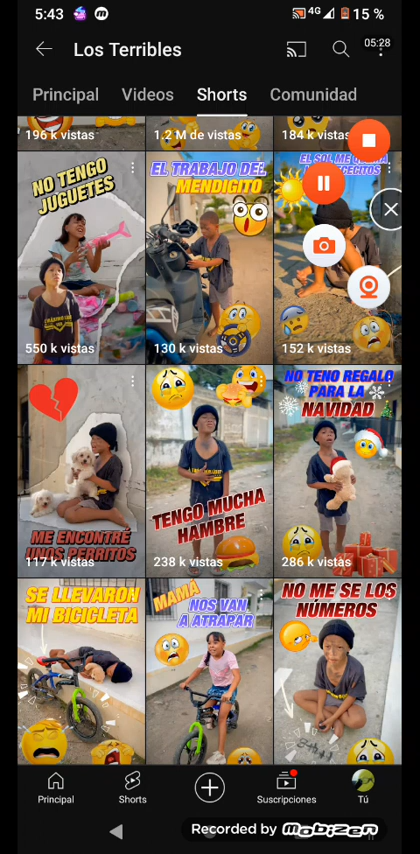 5:43
4G
15 %
Los Terribles
05:28
Principal
Videos
Shorts
Comunidad
196 k vistas
1.2 M de vistas
184 k vistas
NO TENGO
JUGUETES
550 k vistas
EL TRABAJO DEL
MENDIGITO
130 k vistas
EL SOL ME
152 k vistas
ME ENCONTRÉ
UNOS PERRITOS
117 k vistas
TENGO MUCHA
HAMBRE
238 k vistas
NO TENO REGALO
PARA LA
NAVIDAD
286 k vistas
SE LLEVARON
MI BICICLETA
MAMÁ
NOS VAN
A ATRAPAR
NO ME SE LOS
NÚMEROS
Principal
Shorts
Suscripciones
Tú
Recorded by MOBIZEN